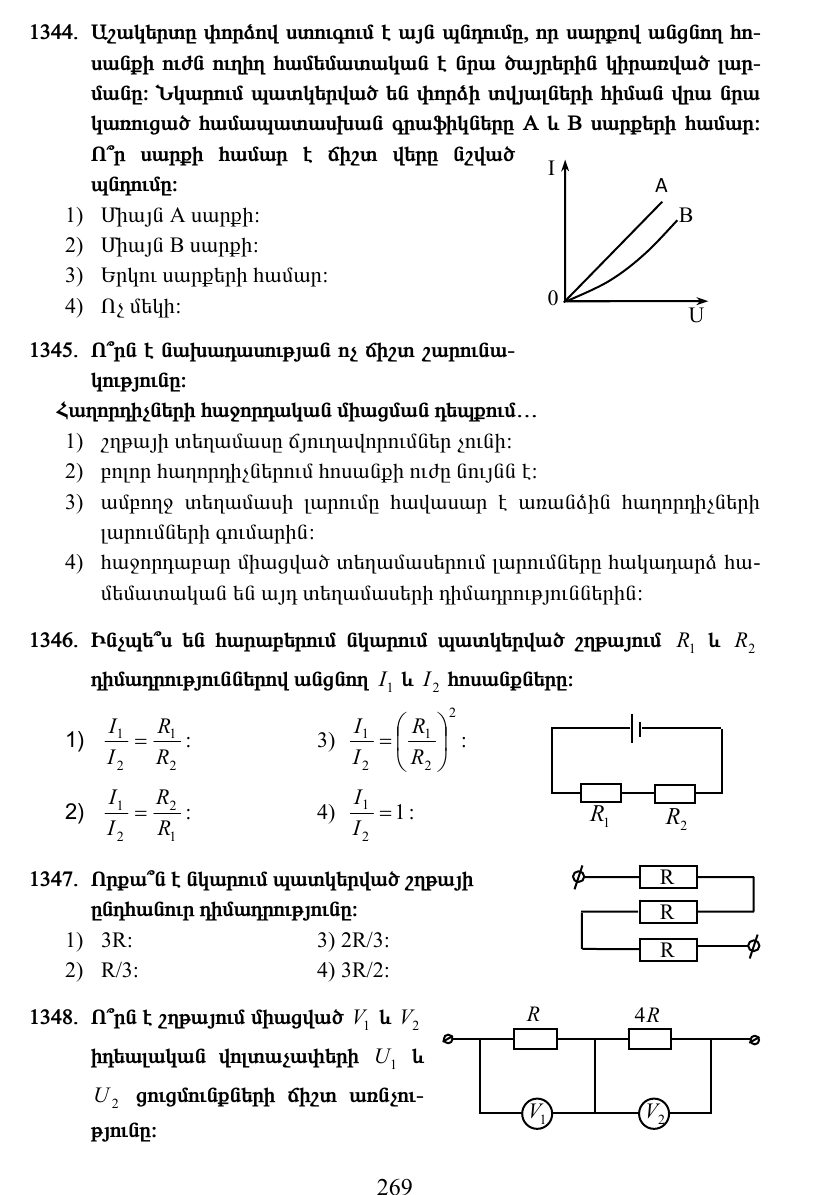 1344. Աշակերտը փորձով ստուգում է այն պնդումը, որ սարքով անցնող հո-
սանքի ուժն ուղիղ համեմատական է նրա ծայրերին կիրառված լար-
մանը: Նկարում պատկերված են փորձի տվյալների հիման վրա նրա
կառուցած համապատասխան գրաֆիկները A և B սարքերի համար:
Ո՞ր սարքի համար է ճիշտ վերը նշված
պնդումը:
1) Միայն A սարքի:
2) Միայն B սարքի:
3) Երկու սարքերի համար:
4) Ոչ մեկի:
I
A
B
0
U
1345. Ո՞րն է նախադասության ոչ ճիշտ շարունա-
կությունը:
Հաղորդիչների հաջորդական միացման դեպքում…
1) շղթայի տեղամասը ճյուղավորումներ չունի:
2) բոլոր հաղորդիչներում հոսանքի ուժը նույնն է:
3) ամբողջ տեղամասի լարումը հավասար է առանձին հաղորդիչների
լարումների գումարին:
4) հաջորդաբար միացված տեղամասերում լարումները հակադարձ հա-
մեմատական են այդ տեղամասերի դիմադրություններին:
1346. Ինչպե՞ս են հարաբերում նկարում պատկերված շղթայում R₁ և R₂
դիմադրություններով անցնող I₁ և I₂ հոսանքները:
1) I₁/I₂ = R₁/R₂ : 3) I₁/I₂ = (R₁/R₂)² :
2) I₁/I₂ = R₂/R₁ : 4) I₁/I₂ = 1 :
R₁ R₂
1347. Որքա՞ն է նկարում պատկերված շղթայի
ընդհանուր դիմադրությունը:
1) 3R: 3) 2R/3:
2) R/3: 4) 3R/2:
R
R
R
1348. Ո՞րն է շղթայում միացված V₁ և V₂
իդեալական վոլտաչափերի U₁ և
U₂ ցուցմունքների ճիշտ առնչու-
թյունը:
R 4R
V₁ V₂
269